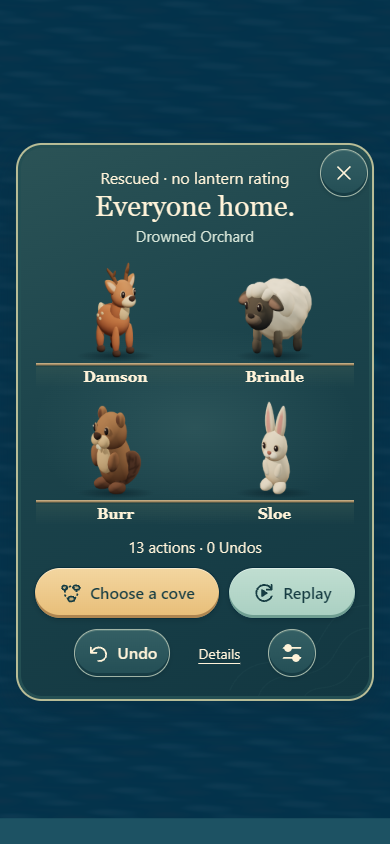 Rescued · no lantern rating
Everyone home.
Drowned Orchard
Damson
Brindle
Burr
Sloe
13 actions · 0 Undos
Choose a cove
Replay
Undo
Details